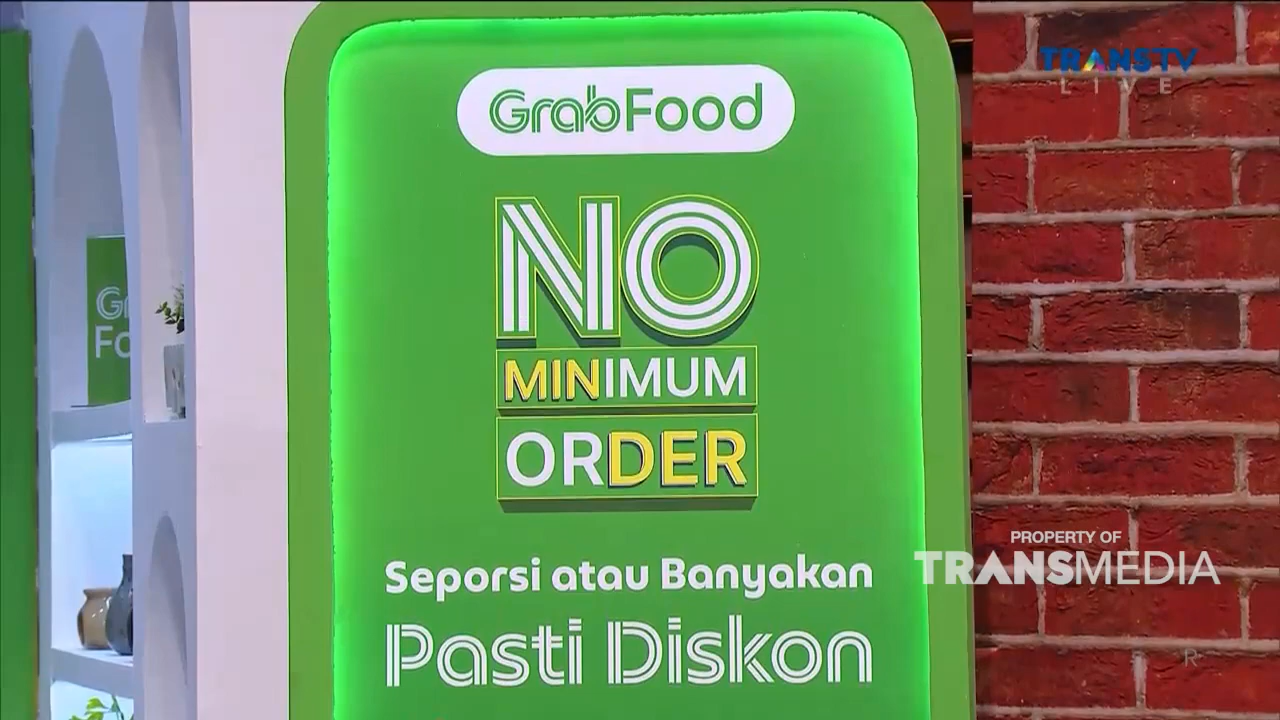 GrabFood
NO
MINIMUM
ORDER
Seporsi atau Banyakan
Pasti Diskon
TRANSTV
LIVE
PROPERTY OF
TRANSMEDIA
R